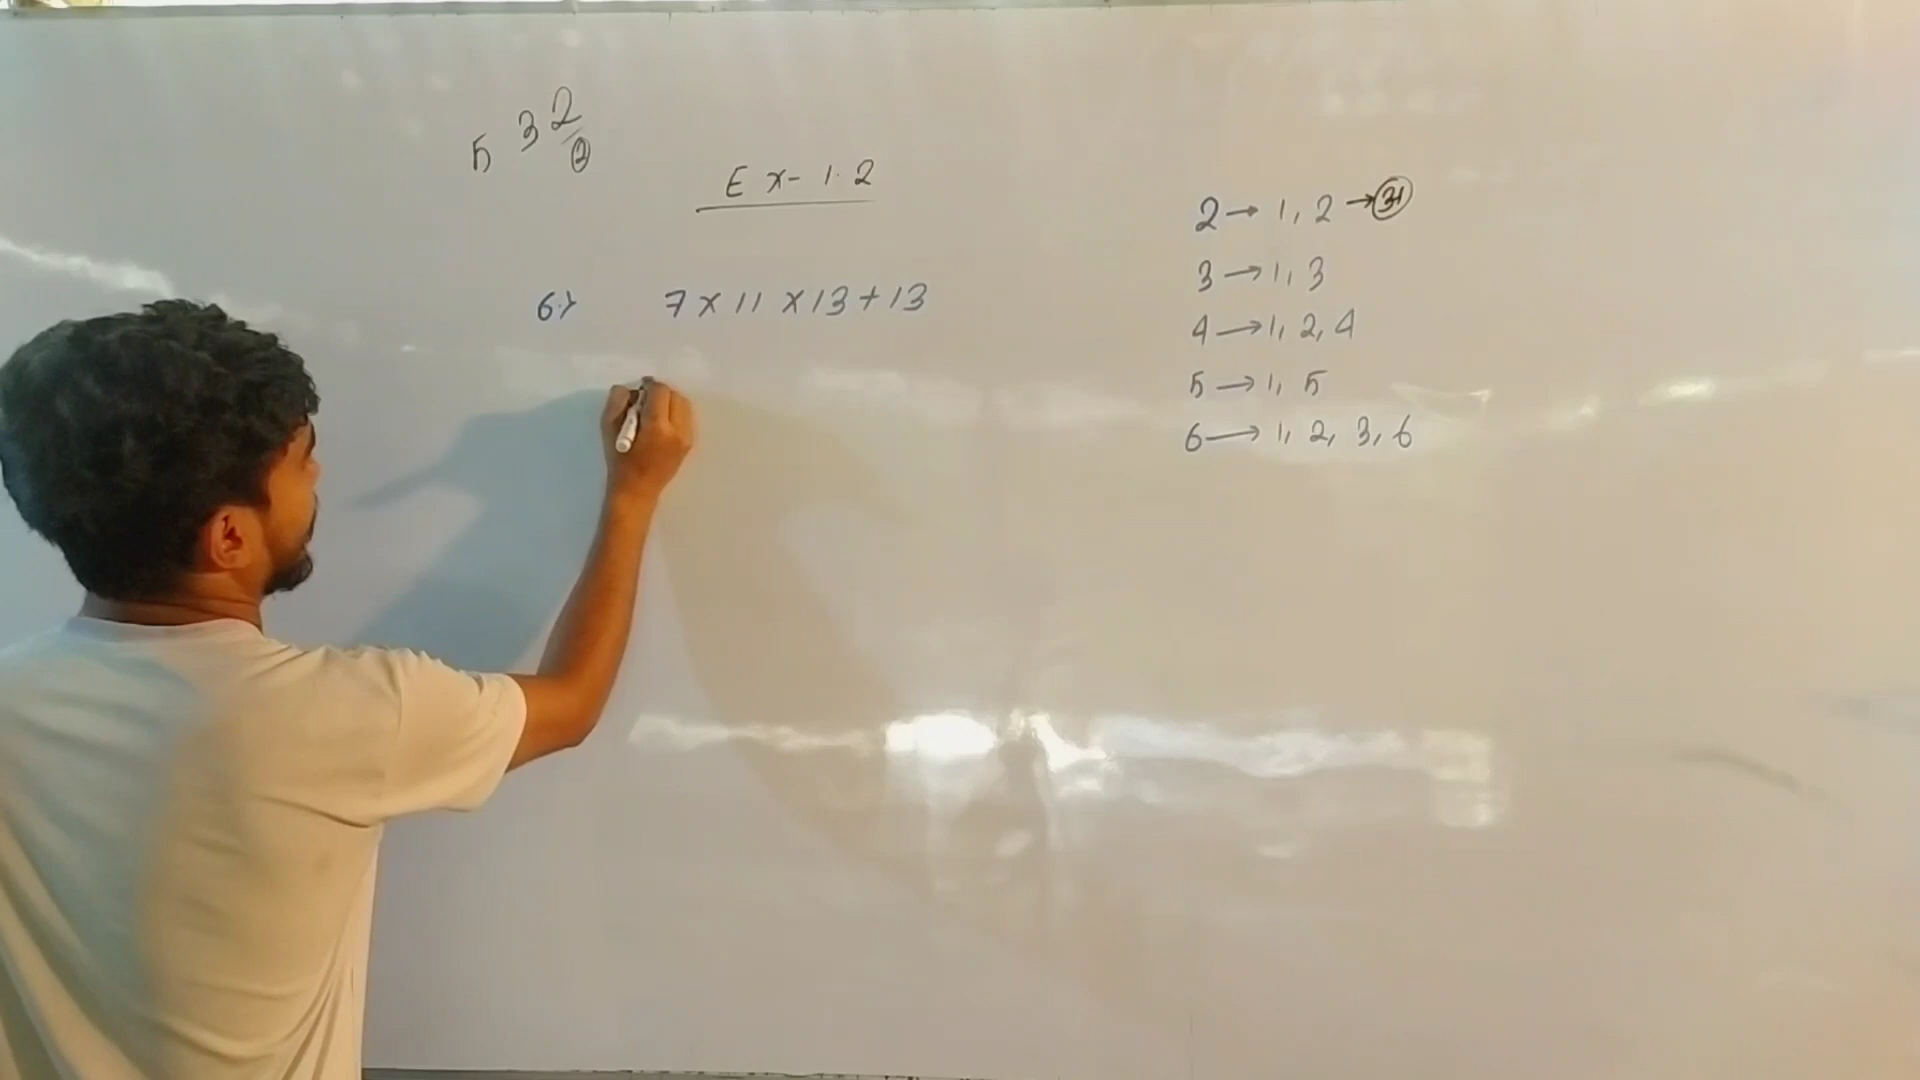 5 3 2
2
Ex- 1.2
6> 7 x 11 x 13 + 13
2 → 1, 2 →
3 → 1, 3
4 → 1, 2, 4
5 → 1, 5
6 → 1, 2, 3, 6